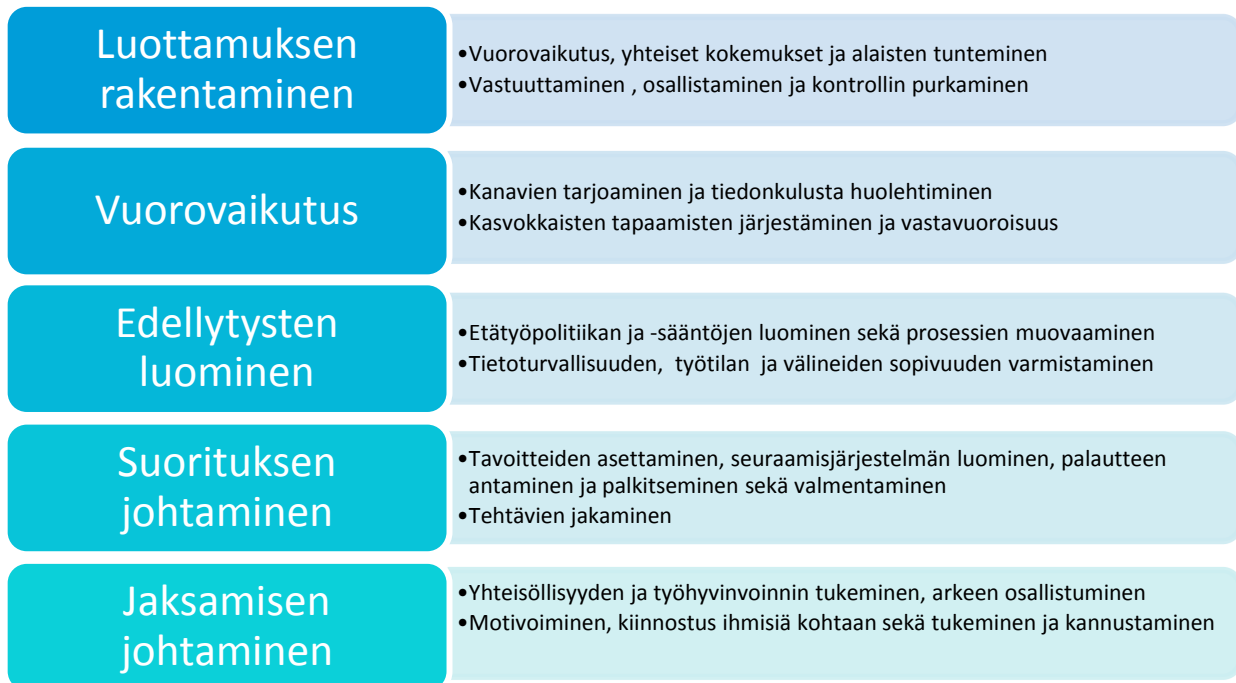 Luottamuksen
rakentaminen
•Vuorovaikutus, yhteiset kokemukset ja alaisten tunteminen
•Vastuuttaminen , osallistaminen ja kontrollin purkaminen
Vuorovaikutus
•Kanavien tarjoaminen ja tiedonkulusta huolehtiminen
•Kasvokkaisten tapaamisten järjestäminen ja vastavuoroisuus
Edellytysten
luominen
•Etätyöpolitiikan ja -sääntöjen luominen sekä prosessien muovaaminen
•Tietoturvallisuuden, työtilan ja välineiden sopivuuden varmistaminen
Suorituksen
johtaminen
•Tavoitteiden asettaminen, seuraamisjärjestelmän luominen, palautteen
antaminen ja palkitseminen sekä valmentaminen
•Tehtävien jakaminen
Jaksamisen
johtaminen
•Yhteisöllisyyden ja työhyvinvoinnin tukeminen, arkeen osallistuminen
•Motivoiminen, kiinnostus ihmisiä kohtaan sekä tukeminen ja kannustaminen